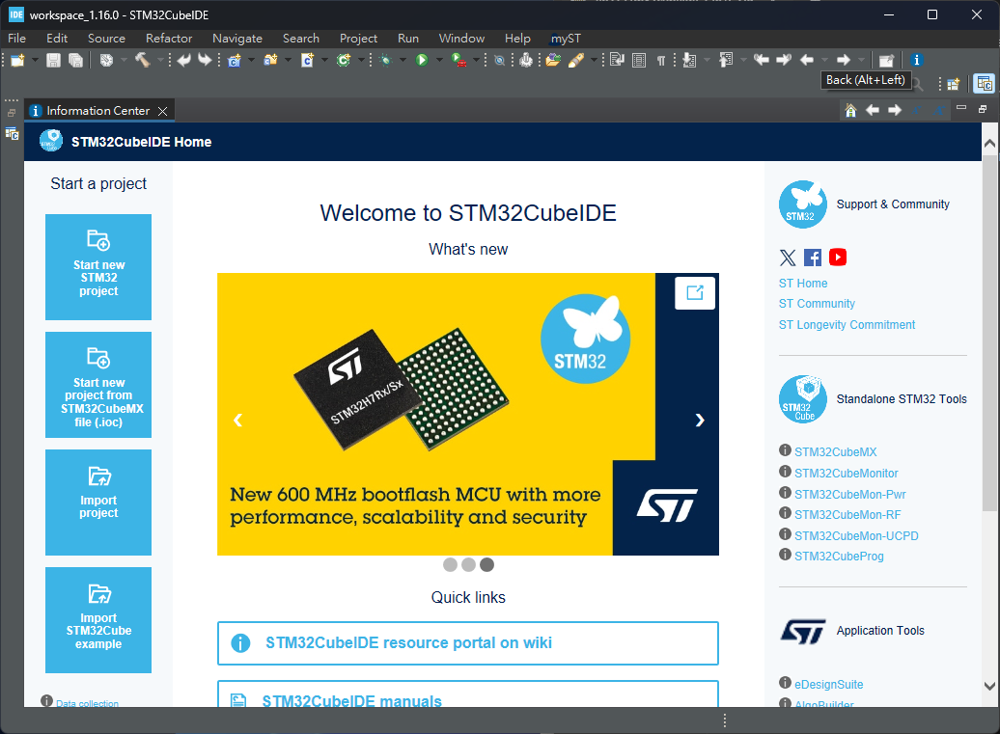 IDE workspace_1.16.0 - STM32CubeIDE
File Edit Source Refactor Navigate Search Project Run Window Help myST
Back (Alt+Left)
Information Center
STM32CubeIDE Home
Start a project
Start new
STM32
project
Start new
project from
STM32CubeMX
file (.ioc)
Import
project
Import
STM32Cube
example
Data collection
Welcome to STM32CubeIDE
What's new
STM32H7Rx/Sx
STM32
New 600 MHz bootflash MCU with more
performance, scalability and security
Quick links
STM32CubeIDE resource portal on wiki
STM32CubeIDE manuals
STM32
Support & Community
ST Home
ST Community
ST Longevity Commitment
STM32
Cube
Standalone STM32 Tools
STM32CubeMX
STM32CubeMonitor
STM32CubeMon-Pwr
STM32CubeMon-RF
STM32CubeMon-UCPD
STM32CubeProg
Application Tools
eDesignSuite
AlgoBuilder